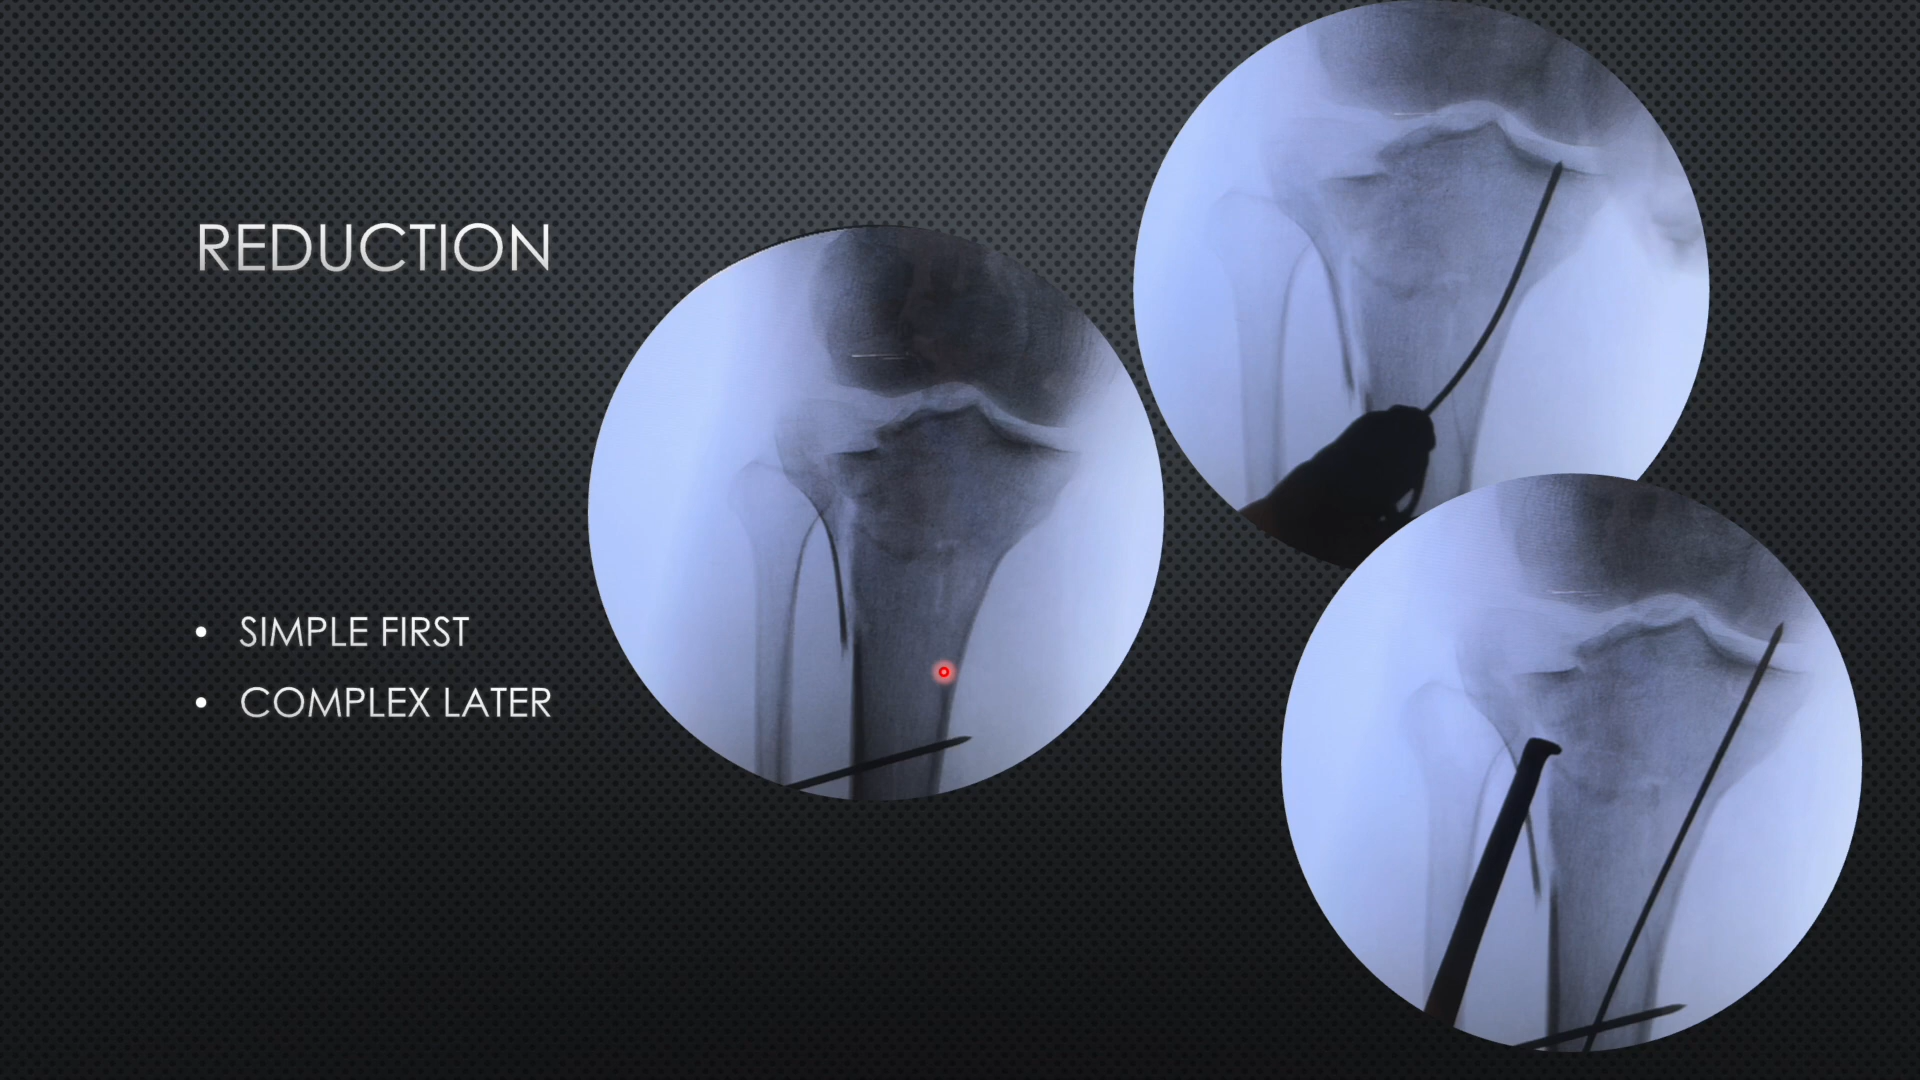 REDUCTION
• SIMPLE FIRST
• COMPLEX LATER